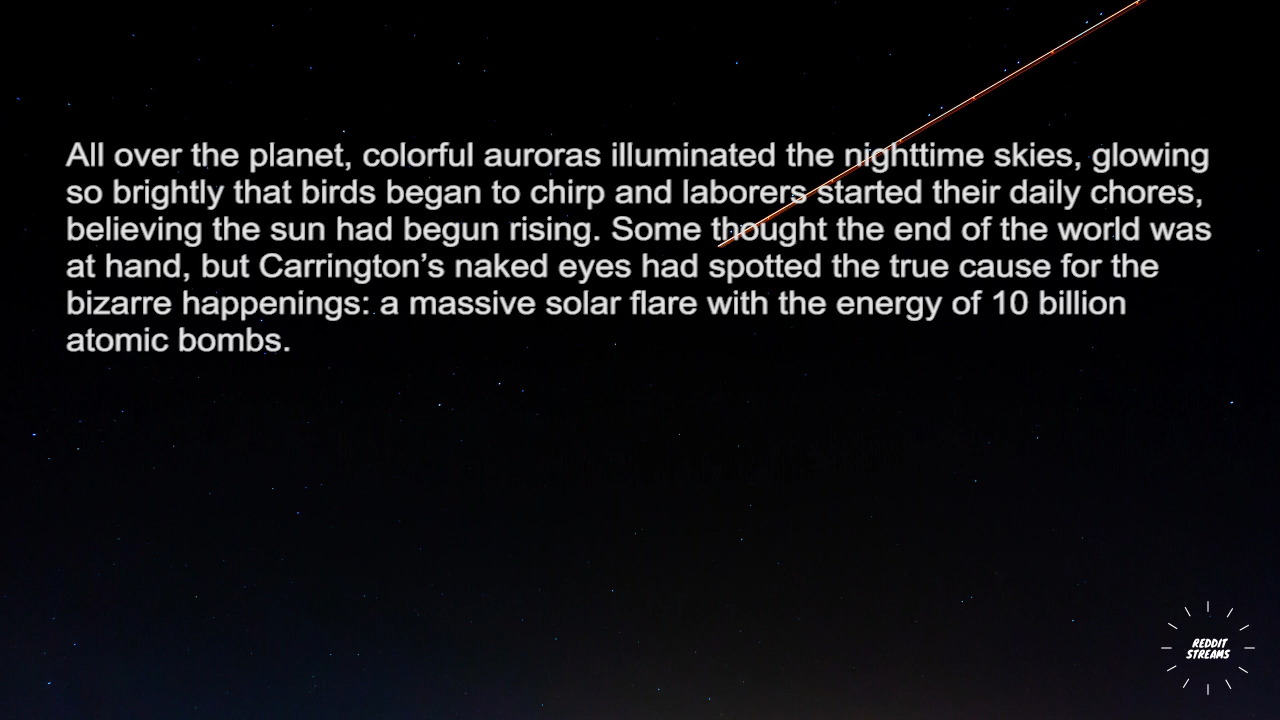 All over the planet, colorful auroras illuminated the nighttime skies, glowing
so brightly that birds began to chirp and laborers started their daily chores,
believing the sun had begun rising. Some thought the end of the world was
at hand, but Carrington’s naked eyes had spotted the true cause for the
bizarre happenings: a massive solar flare with the energy of 10 billion
atomic bombs.
REDDIT
STREAMS